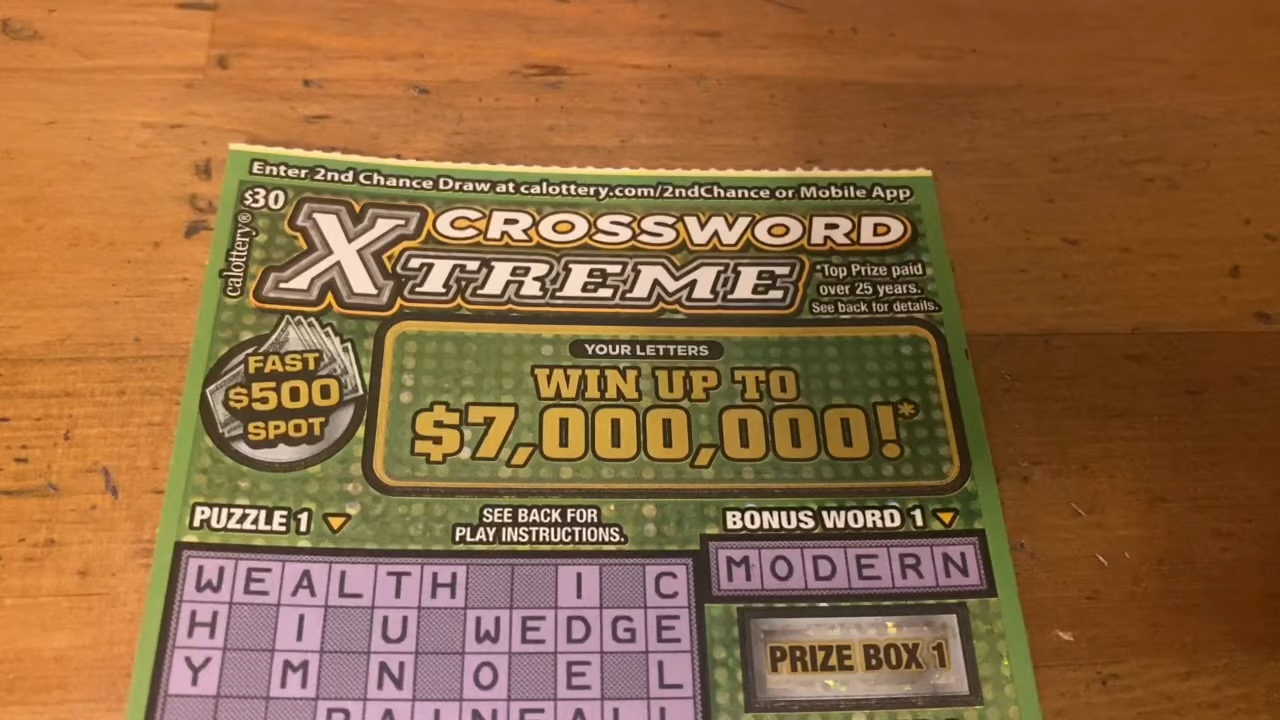 Enter 2nd Chance Draw at calottery.com/2ndChance or Mobile App
$30
calottery®
CROSSWORD
XTREME
*Top Prize paid
over 25 years.
See back for details.
FAST
$500
SPOT
YOUR LETTERS
WIN UP TO
$7,000,000!*
PUZZLE 1
SEE BACK FOR
PLAY INSTRUCTIONS.
BONUS WORD 1
MODERN
WEALTH I C
H I U WEDGE
Y M N O E L
RAINFALL
PRIZE BOX 1